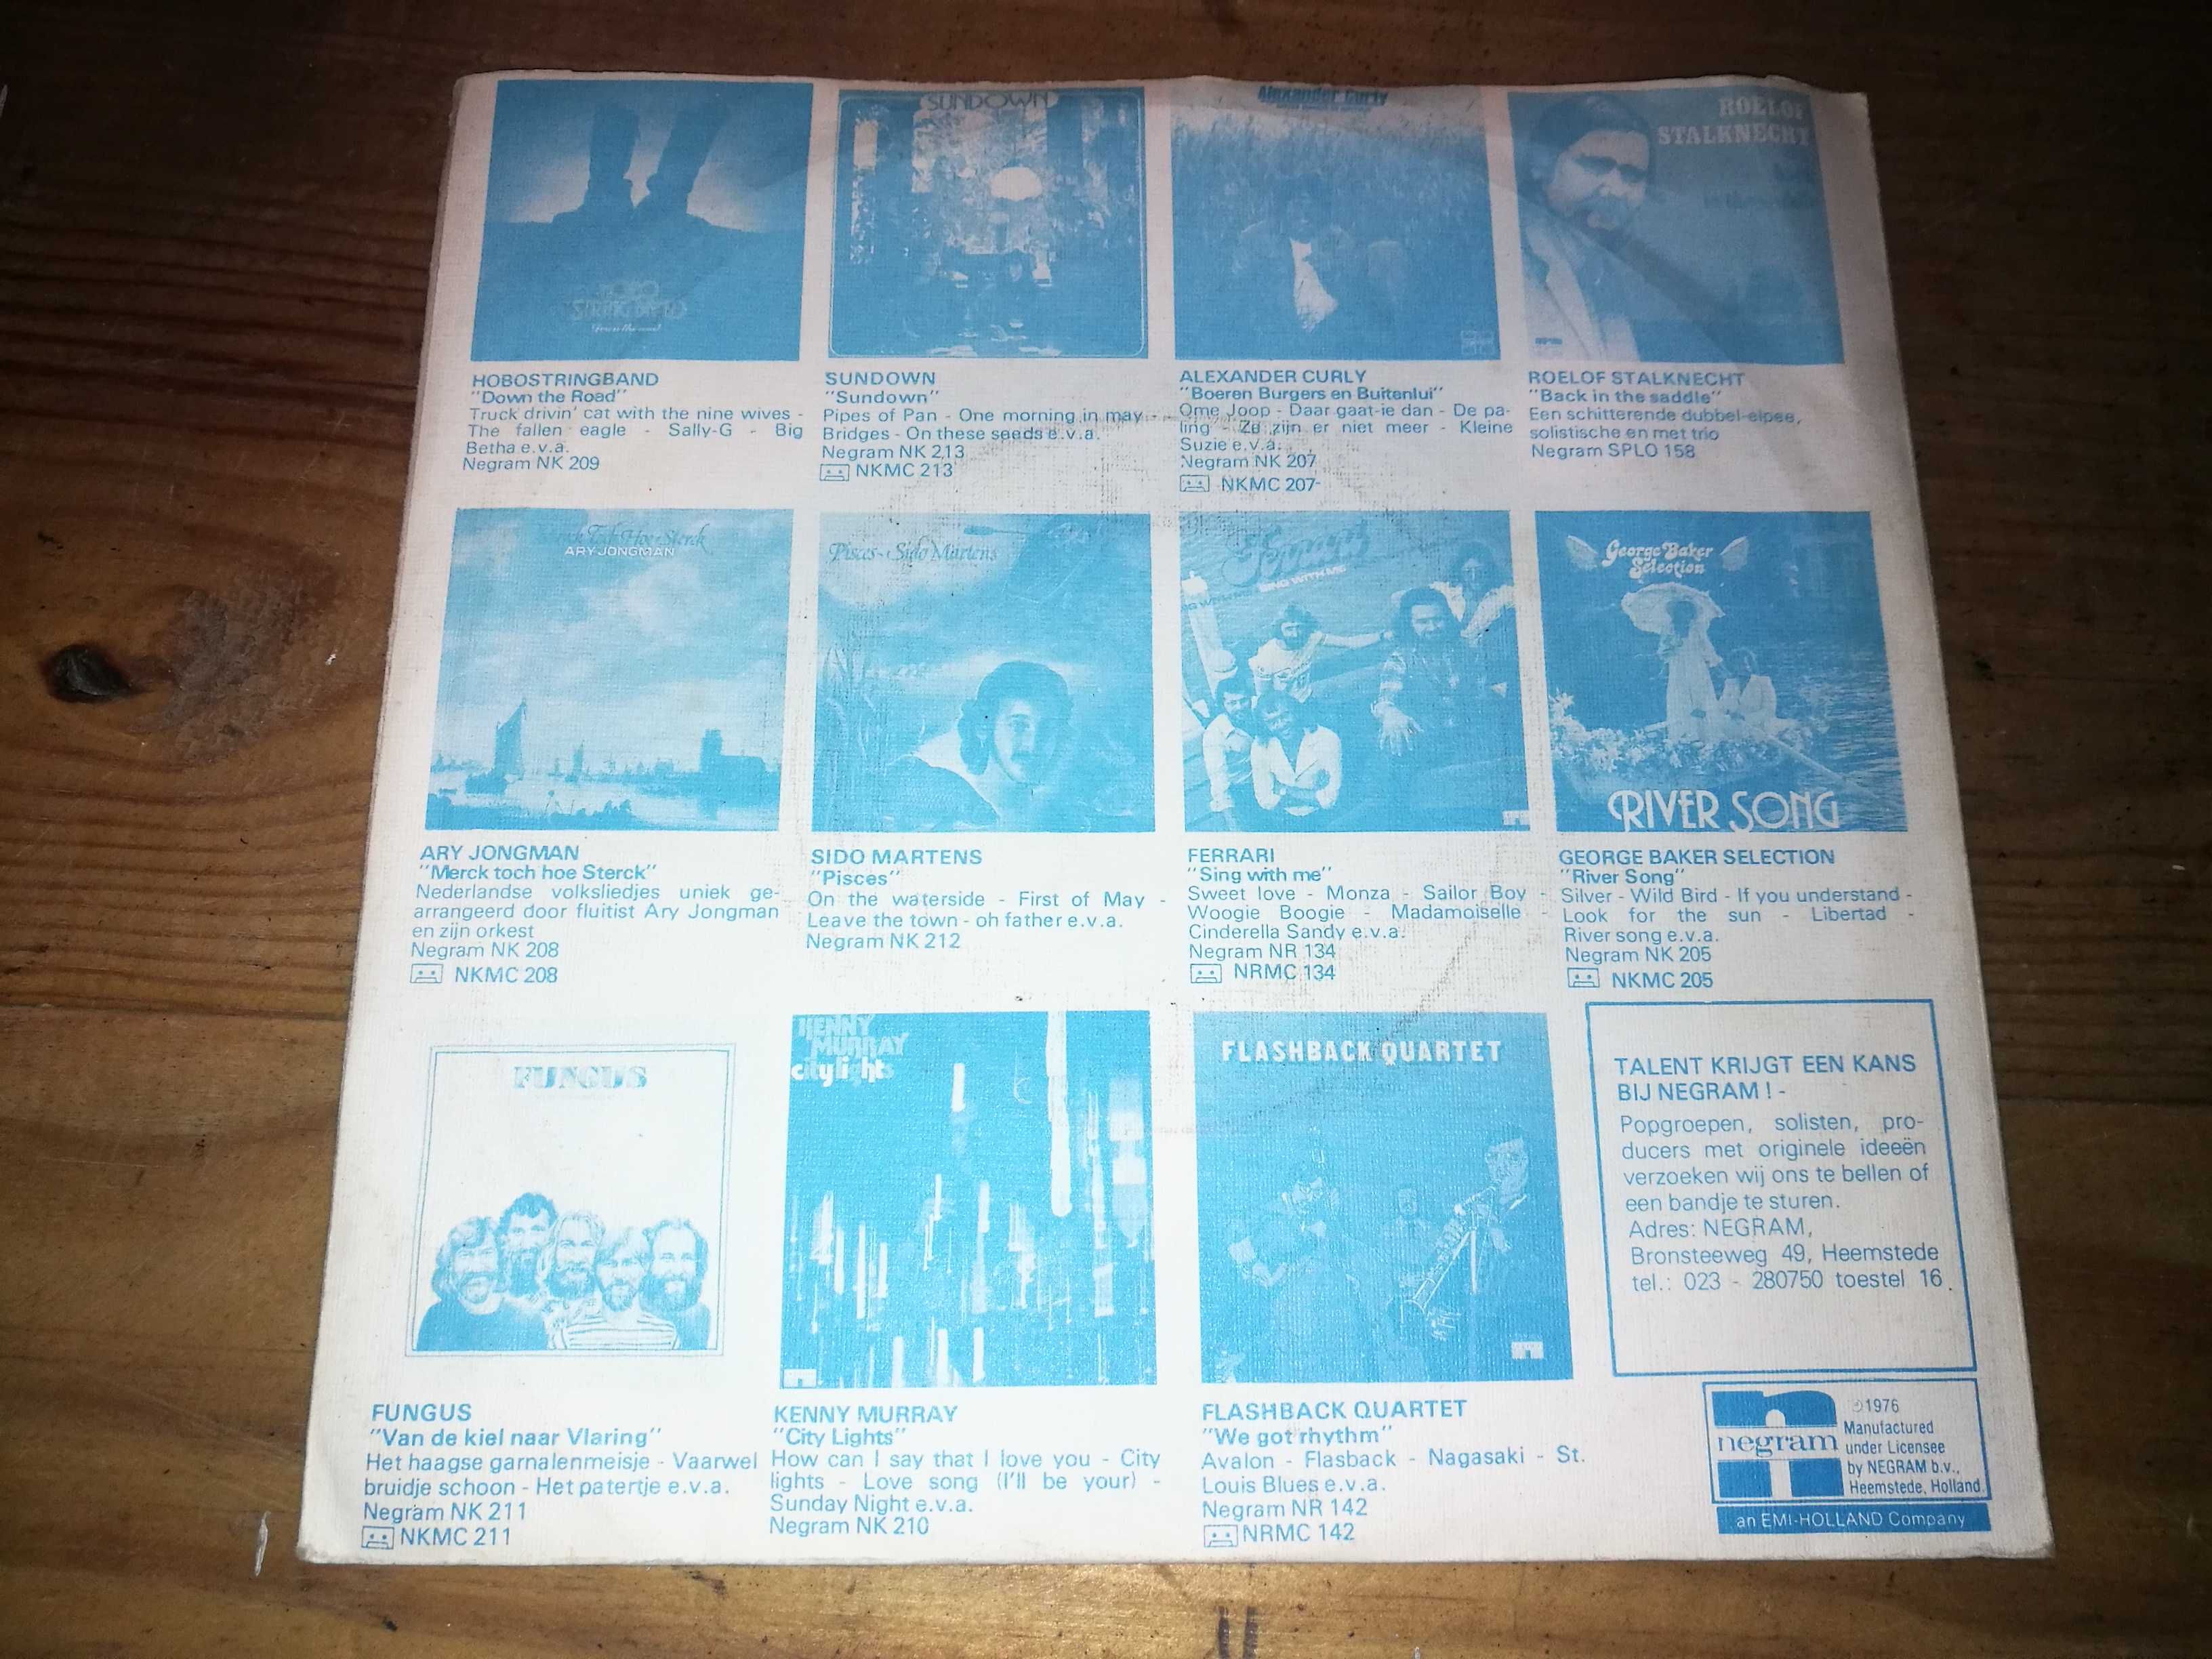 SUNDOWN
Alexander Curly
ROELOF
STALKNECHT
HOBO
STRING BAND
Down the road
HOBOSTRINGBAND
"Down the Road"
Truck drivin' cat with the nine wives -
The fallen eagle - Sally-G - Big
Betha e.v.a.
Negram NK 209
SUNDOWN
"Sundown"
Pipes of Pan - One morning in may -
Bridges - On these seeds e.v.a.
Negram NK 213
NKMC 213
ALEXANDER CURLY
"Boeren Burgers en Buitenlui"
Ome Joop - Daar gaat-ie dan - De pa-
ling - Ze zijn er niet meer - Kleine
Suzie e.v.a.
Negram NK 207
NKMC 207
ROELOF STALKNECHT
"Back in the saddle"
Een schitterende dubbel-elpee,
solistische en met trio
Negram SPLO 158
Merck Toch Hoe Sterck
ARY JONGMAN
Pisces - Sido Martens
Ferrari
SING WITH ME
George Baker
Selection
RIVER SONG
ARY JONGMAN
"Merck toch hoe Sterck"
Nederlandse volksliedjes uniek ge-
arrangeerd door fluitist Ary Jongman
en zijn orkest
Negram NK 208
NKMC 208
SIDO MARTENS
"Pisces"
On the waterside - First of May -
Leave the town - oh father e.v.a.
Negram NK 212
FERRARI
"Sing with me"
Sweet love - Monza - Sailor Boy -
Woogie Boogie - Madamoiselle -
Cinderella Sandy e.v.a.
Negram NR 134
NRMC 134
GEORGE BAKER SELECTION
"River Song"
Silver - Wild Bird - If you understand -
Look for the sun - Libertad -
River song e.v.a.
Negram NK 205
NKMC 205
FUNGUS
KENNY
MURRAY
city lights
FLASHBACK QUARTET
TALENT KRIJGT EEN KANS
BIJ NEGRAM ! -
Popgroepen, solisten, pro-
ducers met originele ideeën
verzoeken wij ons te bellen of
een bandje te sturen.
Adres: NEGRAM,
Bronsteeweg 49, Heemstede
tel.: 023 - 280750 toestel 16.
FUNGUS
"Van de kiel naar Vlaring"
Het haagse garnalenmeisje - Vaarwel
bruidje schoon - Het patertje e.v.a.
Negram NK 211
NKMC 211
KENNY MURRAY
"City Lights"
How can I say that I love you - City
lights - Love song (I'll be your) -
Sunday Night e.v.a.
Negram NK 210
FLASHBACK QUARTET
"We got rhythm"
Avalon - Flasback - Nagasaki - St.
Louis Blues e.v.a.
Negram NR 142
NRMC 142
negram
℗1976
Manufactured
under Licensee
by NEGRAM b.v.,
Heemstede, Holland
an EMI-HOLLAND Company